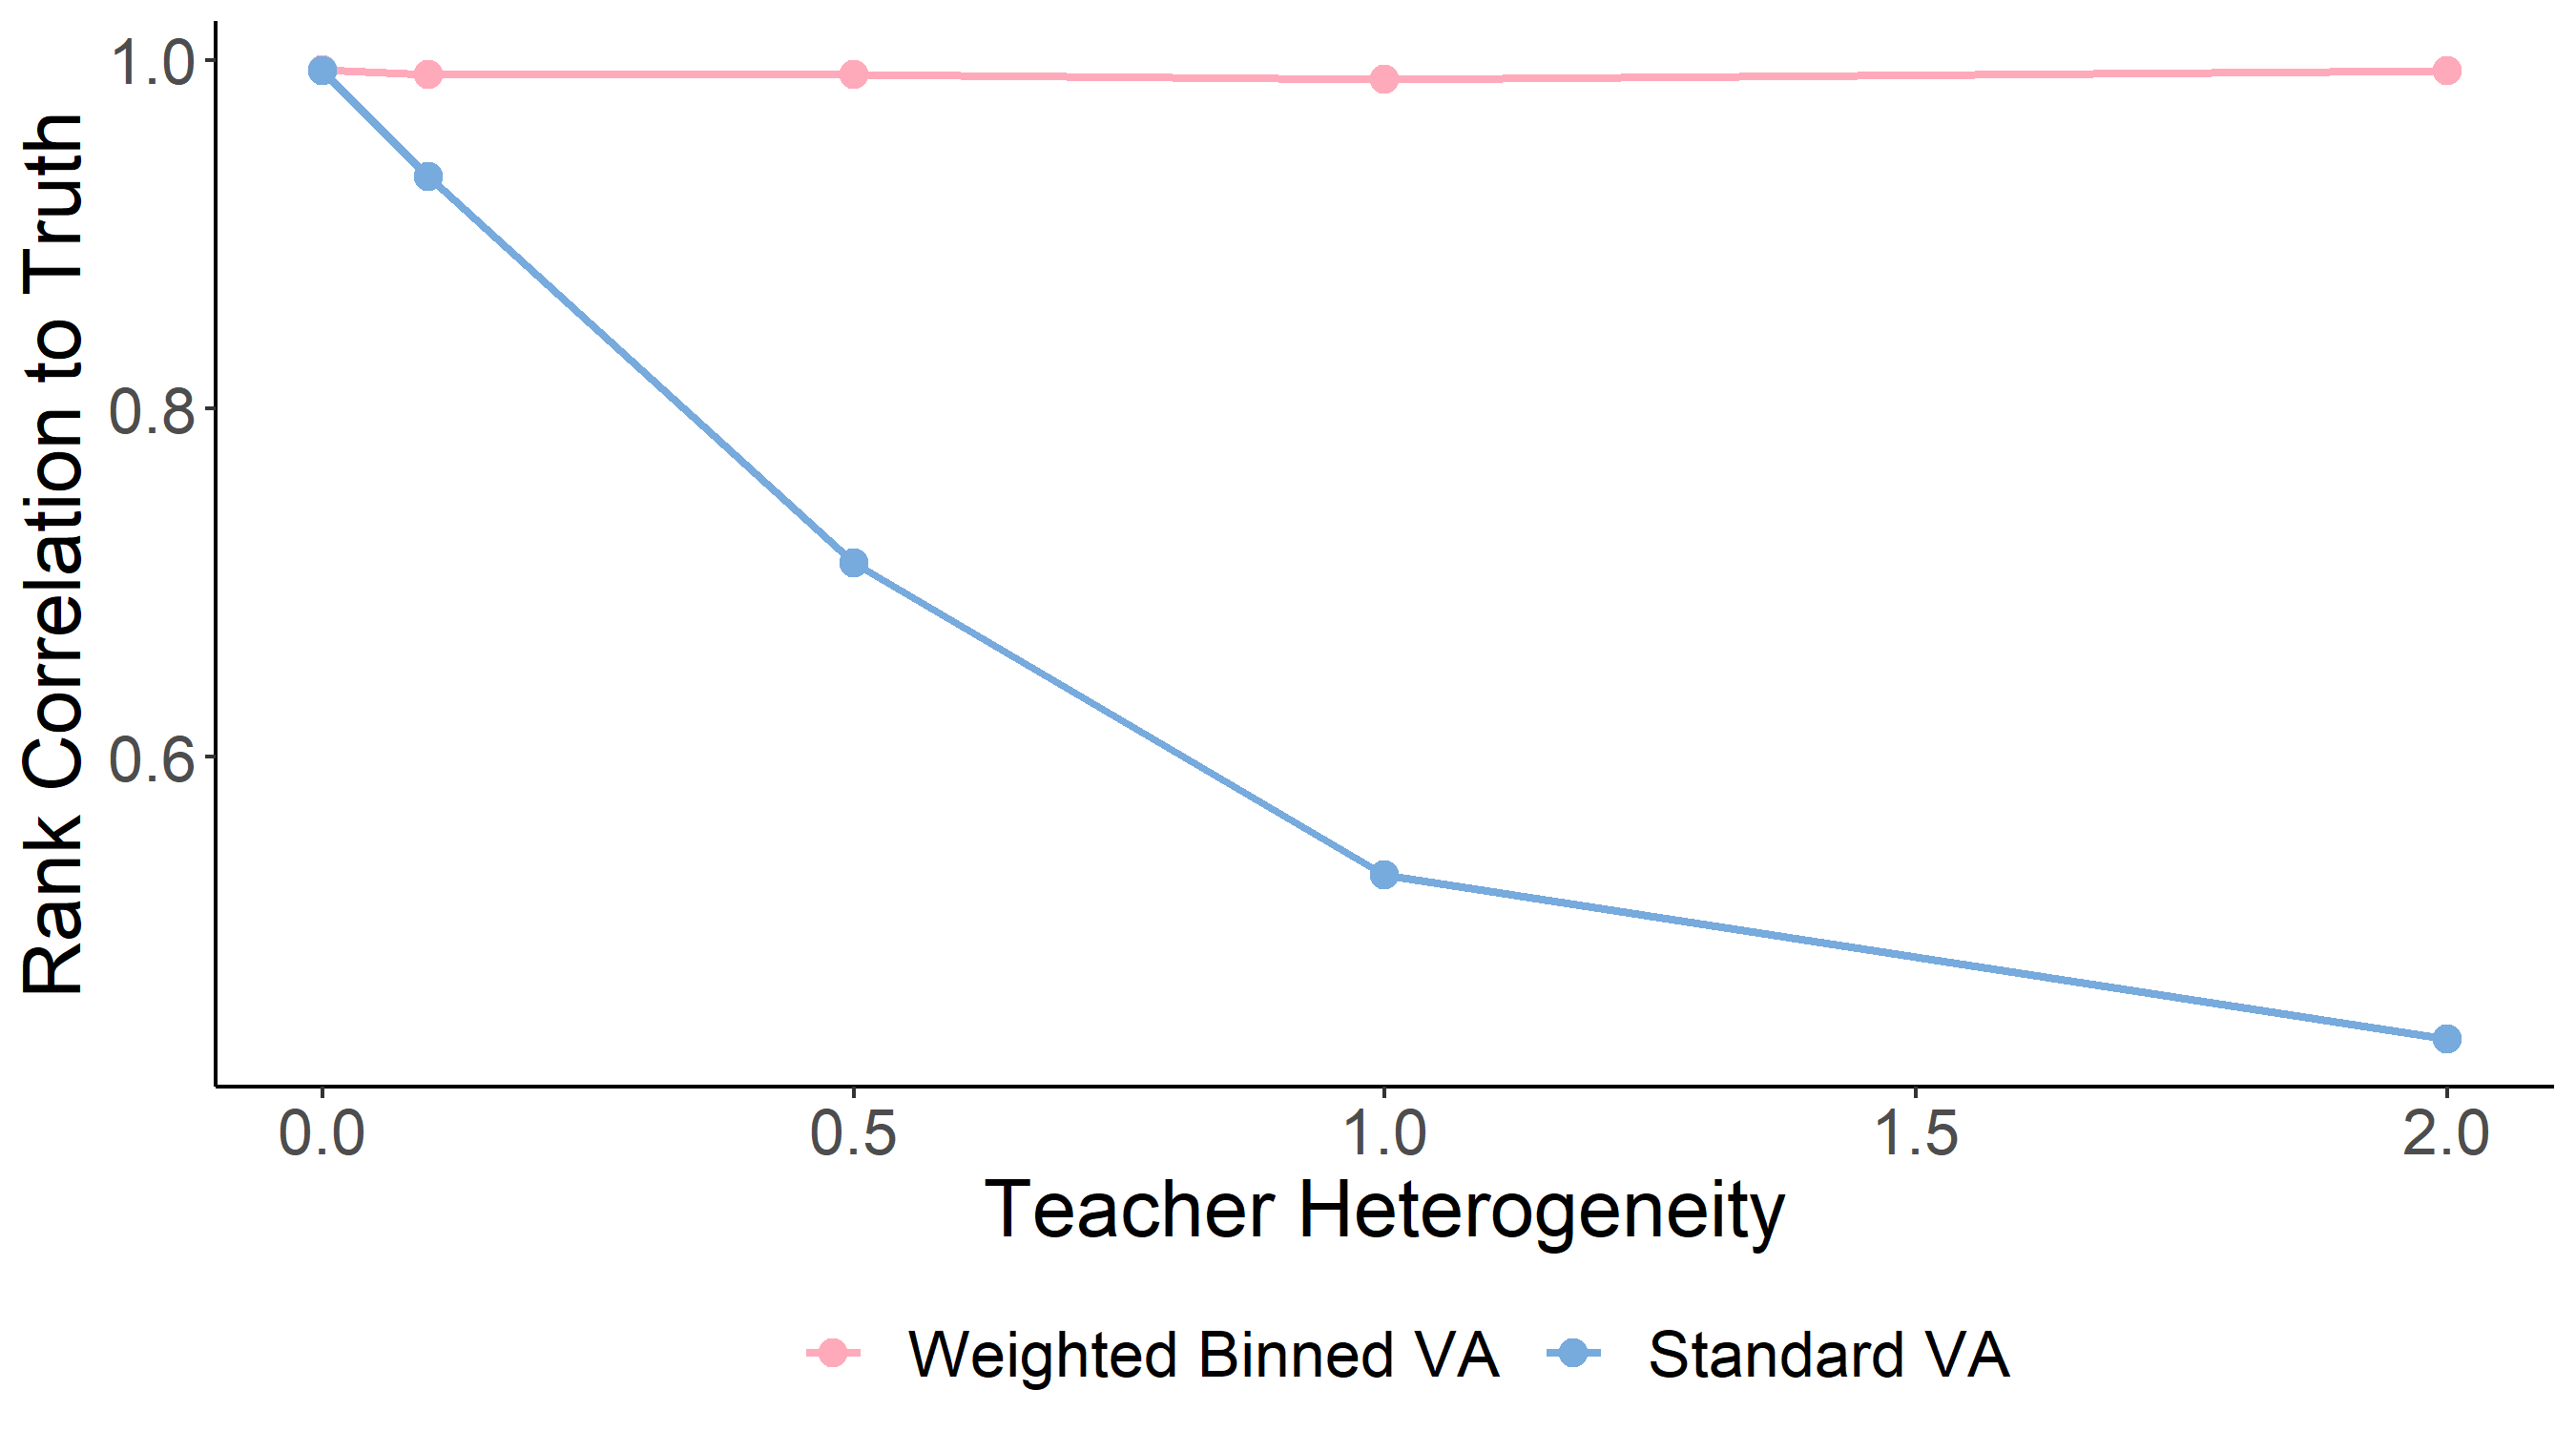 Rank Correlation to Truth
1.0
0.8
0.6
0.0 0.5 1.0 1.5 2.0
Teacher Heterogeneity
Weighted Binned VA Standard VA